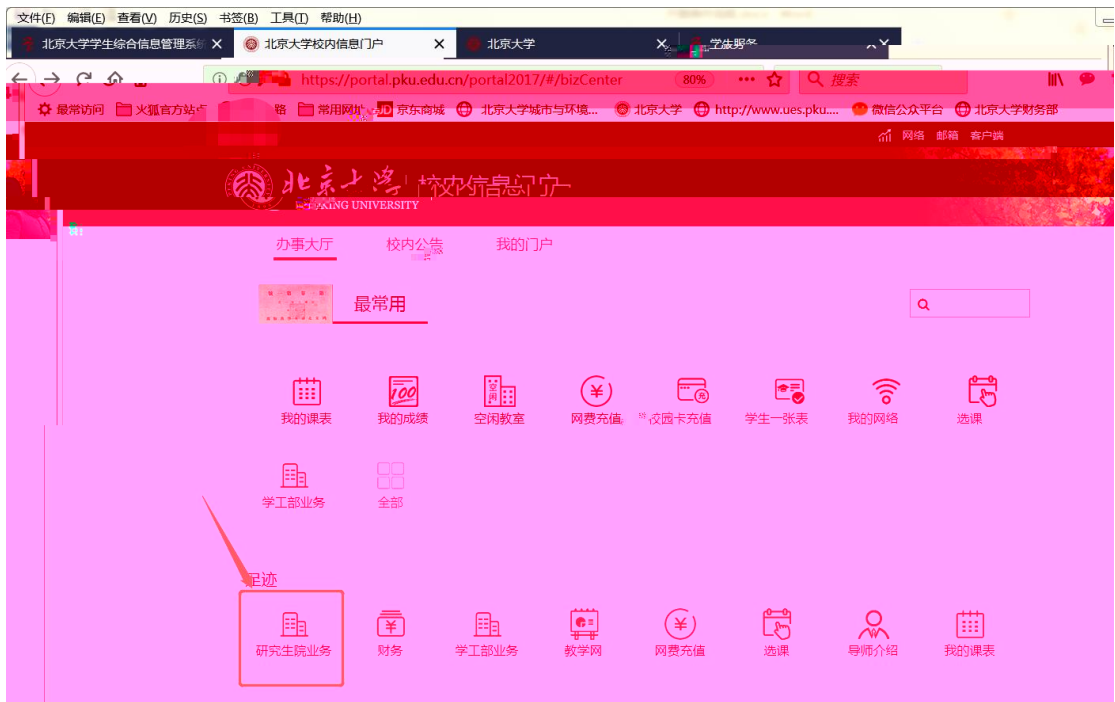 文件(F) 编辑(E) 查看(V) 历史(S) 书签(B) 工具(T) 帮助(H)
北京大学学生综合信息管理系统 北京大学校内信息门户 北京大学
https://portal.pku.edu.cn/portal2017/#/bizCenter 80% 搜索
最常访问 火狐官方站点 常用网址 JD 京东商城 北京大学城市与环境... 北京大学 http://www.ues.pku.... 微信公众平台 北京大学财务部
网络 邮箱 客户端
北京大学 校内信息门户
UNIVERSITY
办事大厅 校内公告 我的门户
最常用
我的课表 我的成绩 空闲教室 网费充值 校园卡充值 学生一张表 我的网络 选课
学工部业务 全部
足迹
研究生院业务 财务 学工部业务 教学网 网费充值 选课 导师介绍 我的课表